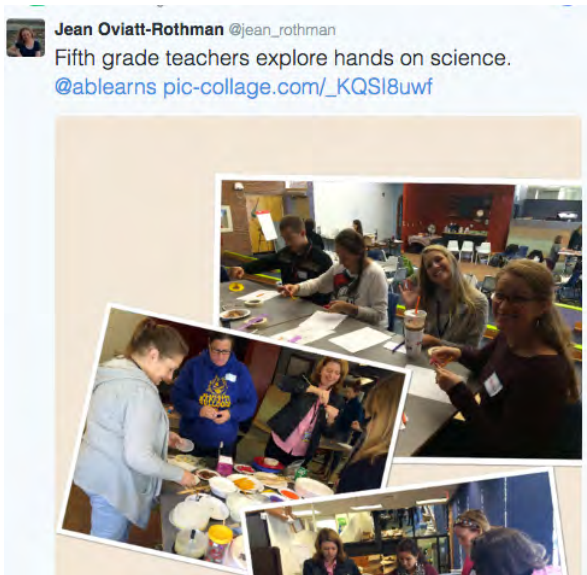 Jean Oviatt-Rothman @jean_rothman
Fifth grade teachers explore hands on science.
@ablearns pic-collage.com/_KQSI8uwf